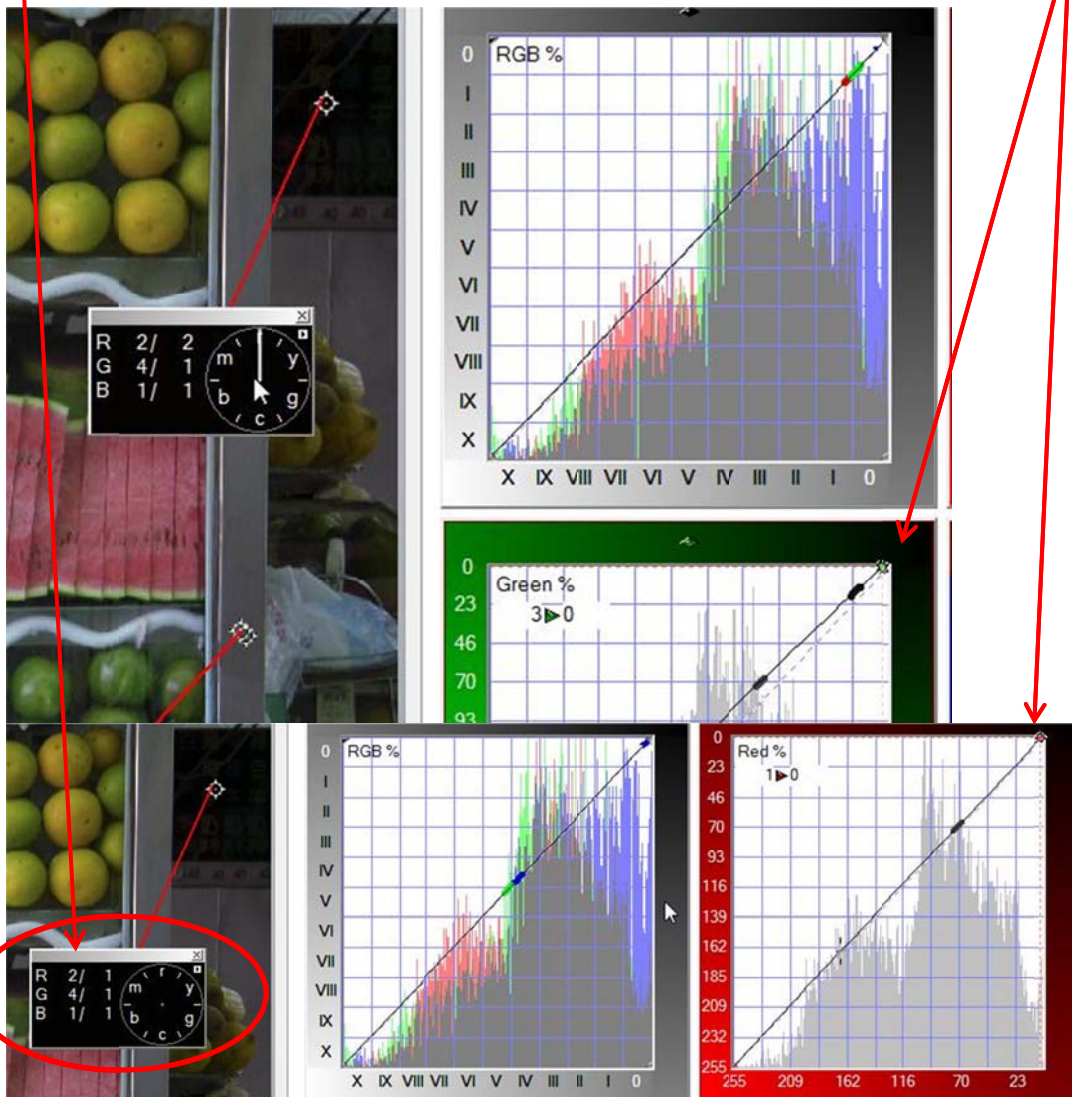 R 2/ 2
G 4/ 1
B 1/ 1
m y
b g
c
RGB %
0
I
II
III
IV
V
VI
VII
VIII
IX
X
X IX VIII VII VI V IV III II I 0
Green %
3 0
0
23
46
70
93
R 2/ 1
G 4/ 1
B 1/ 1
r
m y
b g
c
RGB %
0
I
II
III
IV
V
VI
VII
VIII
IX
X
X IX VIII VII VI V IV III II I 0
Red %
1 0
0
23
46
70
93
116
139
162
185
209
232
255
255 209 162 116 70 23